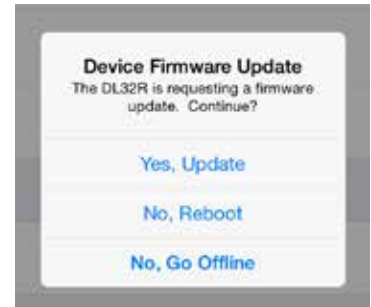 Device Firmware Update
The DL32R is requesting a firmware
update.  Continue?
Yes, Update
No, Reboot
No, Go Offline